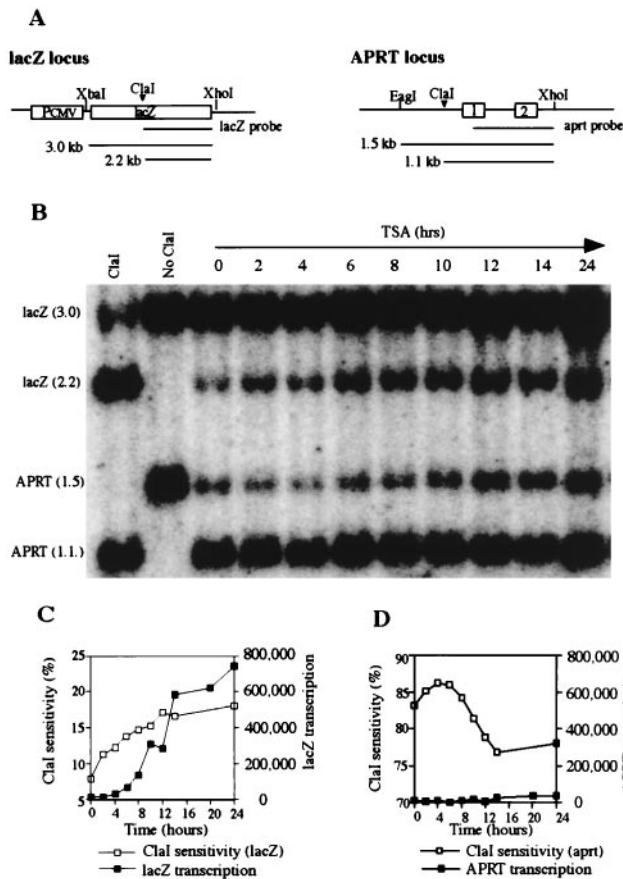 A
lacZ locus
APRT locus
XbaI ClaI XhoI
PCMV lacZ
lacZ probe
3.0 kb
2.2 kb
EagI ClaI XhoI
1 2
aprt probe
1.5 kb
1.1 kb
B
ClaI
No ClaI
TSA (hrs)
0 2 4 6 8 10 12 14 24
lacZ (3.0)
lacZ (2.2)
APRT (1.5)
APRT (1.1.)
C
25
20
15
10
5
ClaI sensitivity (%)
800,000
600,000
400,000
200,000
0
lacZ transcription
0 4 8 12 16 20 24
Time (hours)
ClaI sensitivity (lacZ)
lacZ transcription
D
90
85
80
75
70
ClaI sensitivity (%)
800,000
600,000
400,000
200,000
0
0 4 8 12 16 20 24
Time (hours)
ClaI sensitivity (aprt)
APRT transcription